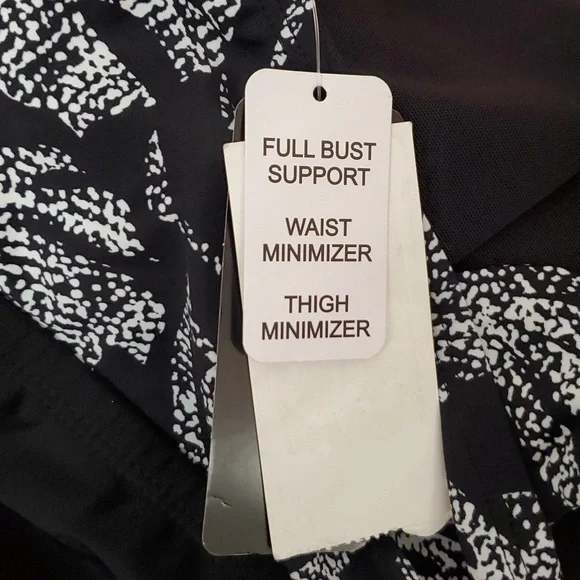 FULL BUST
SUPPORT
WAIST
MINIMIZER
THIGH
MINIMIZER